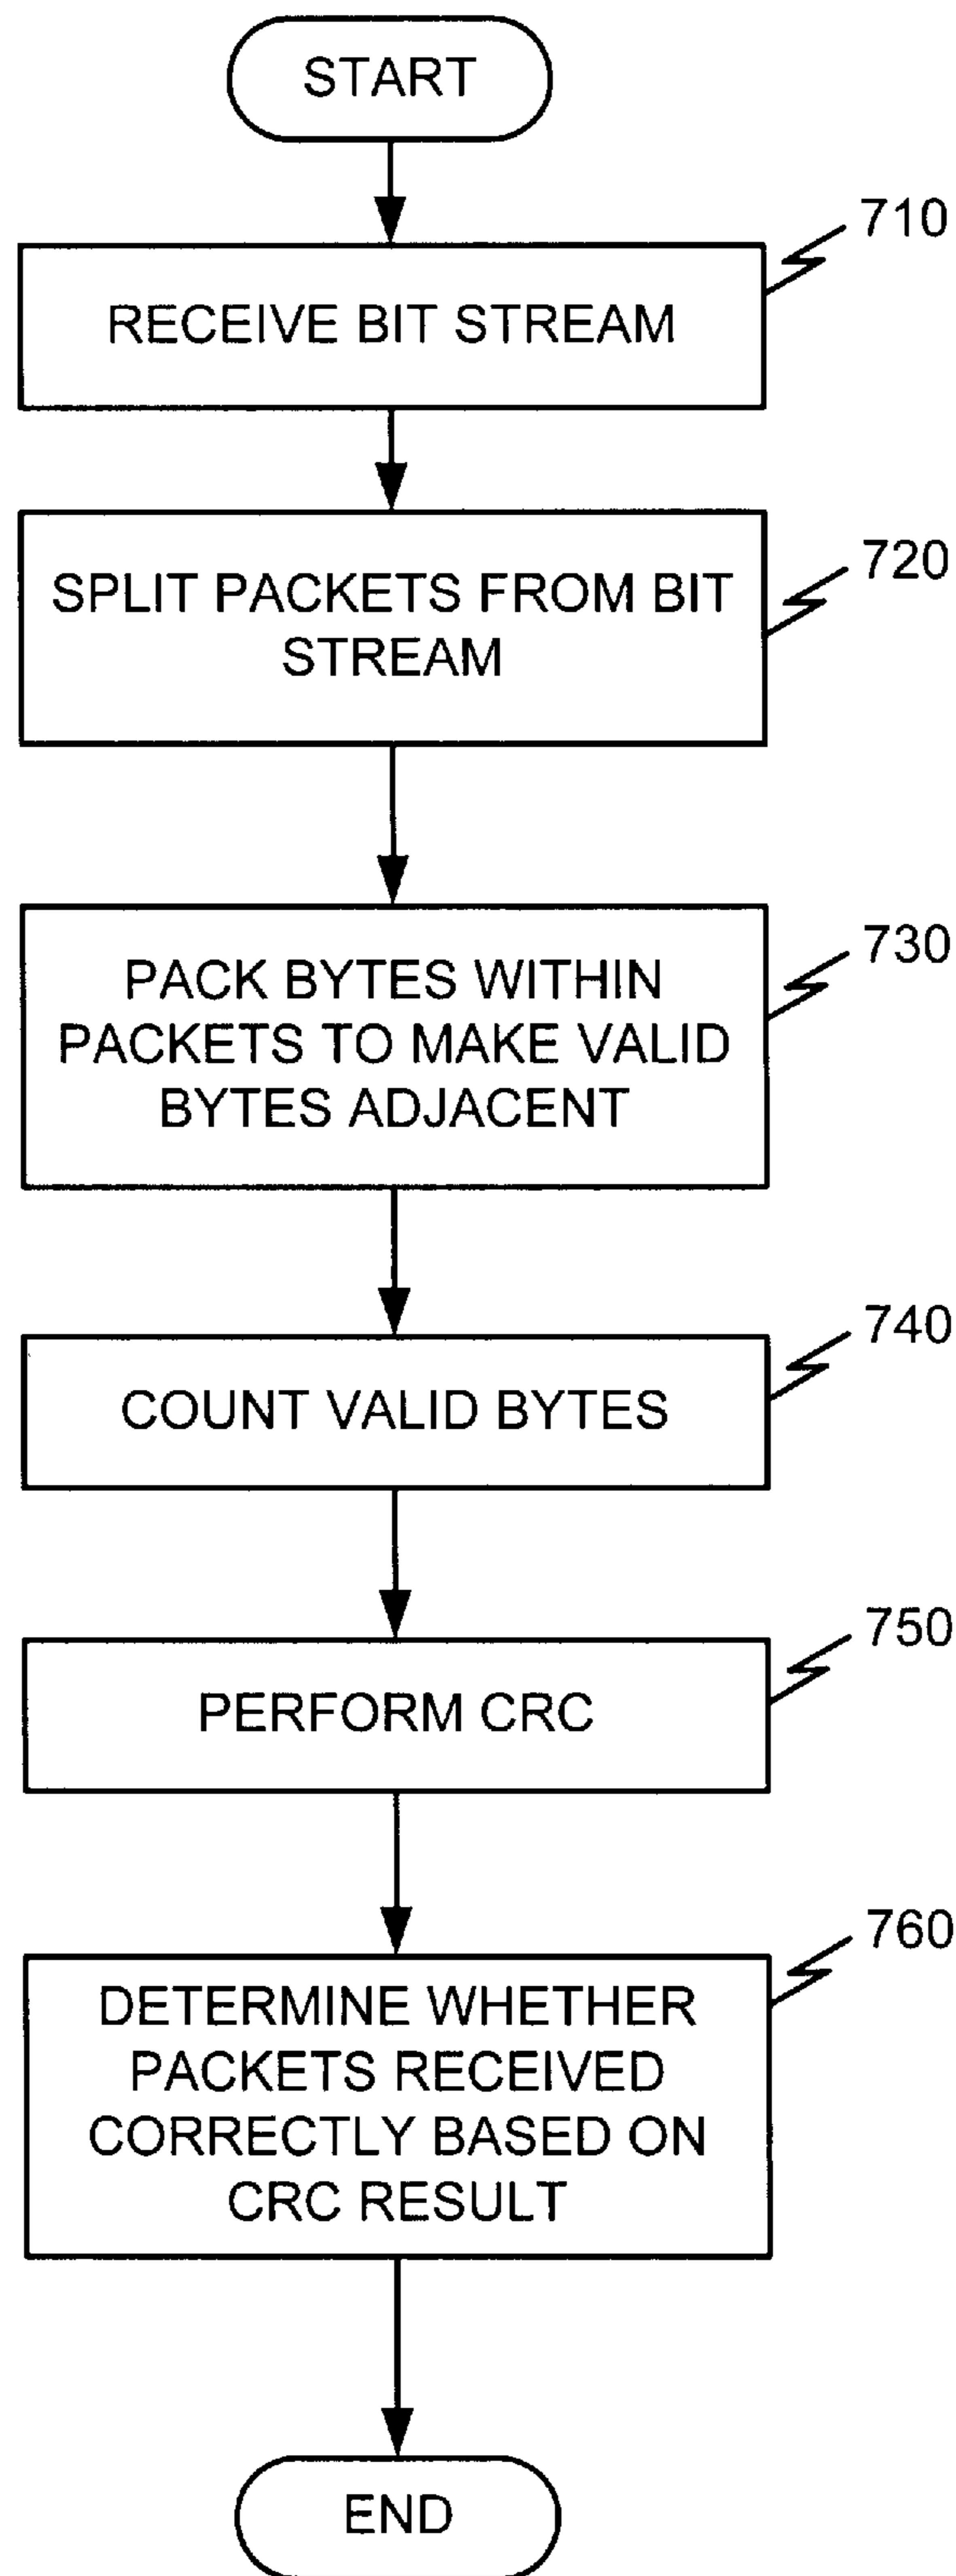 START
710
RECEIVE BIT STREAM
720
SPLIT PACKETS FROM BIT
STREAM
730
PACK BYTES WITHIN
PACKETS TO MAKE VALID
BYTES ADJACENT
740
COUNT VALID BYTES
750
PERFORM CRC
760
DETERMINE WHETHER
PACKETS RECEIVED
CORRECTLY BASED ON
CRC RESULT
END